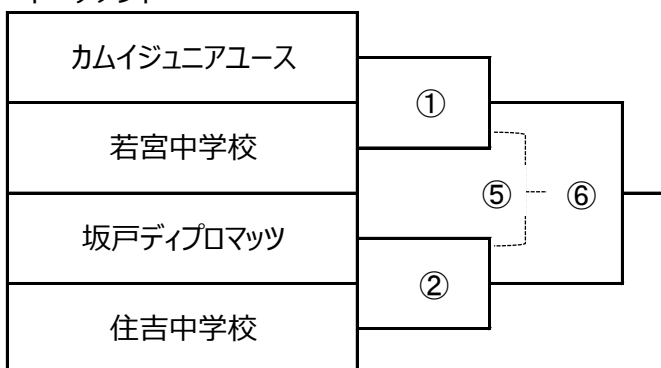 カムイジュニアユース
①
若宮中学校
⑤
⑥
坂戸ディプロマッツ
②
住吉中学校